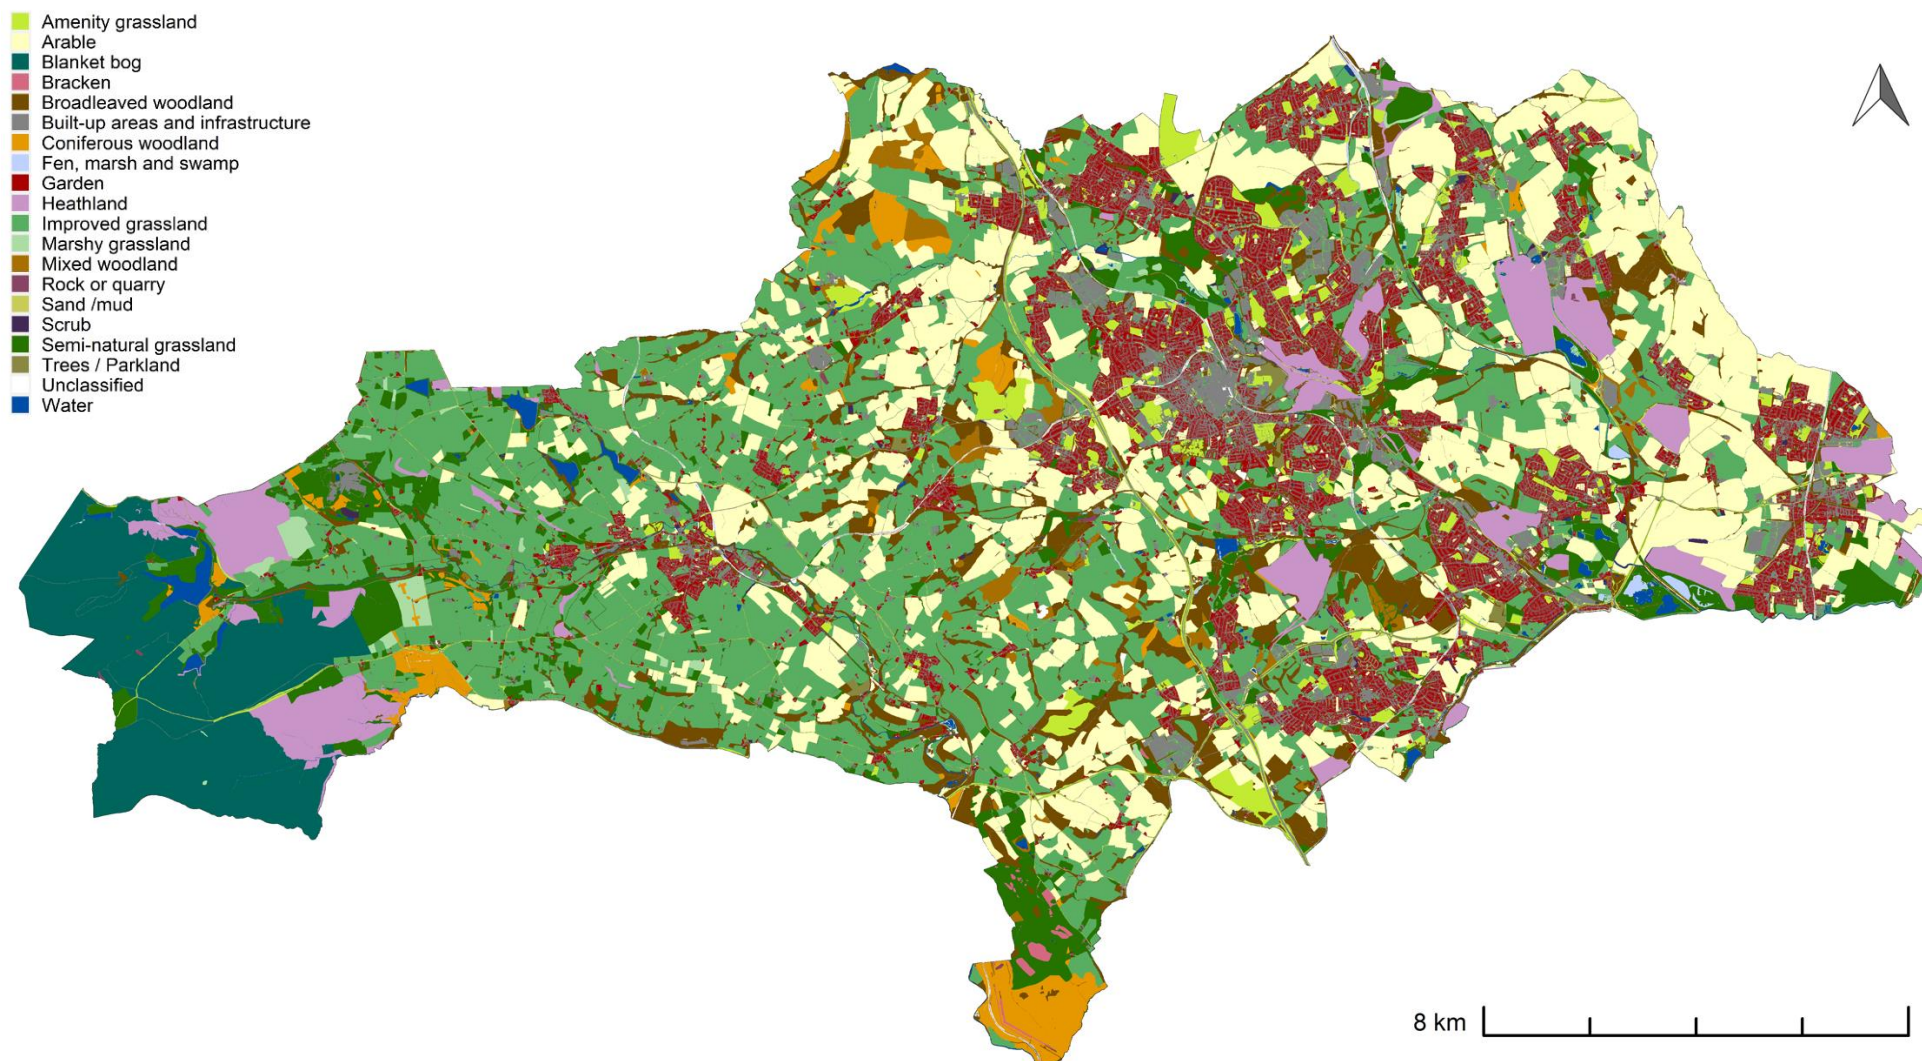 Amenity grassland
Arable
Blanket bog
Bracken
Broadleaved woodland
Built-up areas and infrastructure
Coniferous woodland
Fen, marsh and swamp
Garden
Heathland
Improved grassland
Marshy grassland
Mixed woodland
Rock or quarry
Sand /mud
Scrub
Semi-natural grassland
Trees / Parkland
Unclassified
Water
8 km